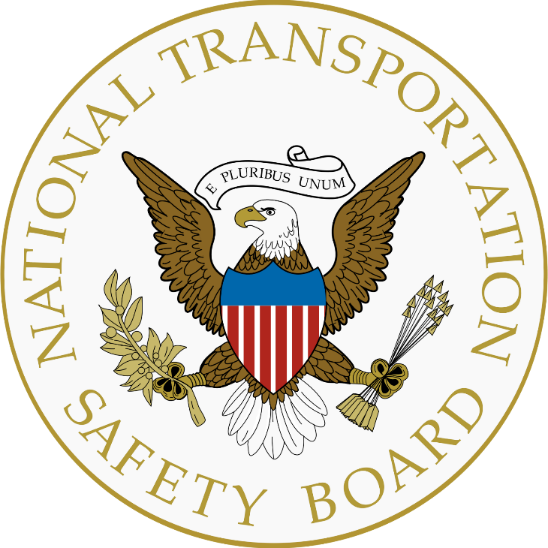 NATIONAL TRANSPORTATION
SAFETY BOARD
E PLURIBUS UNUM